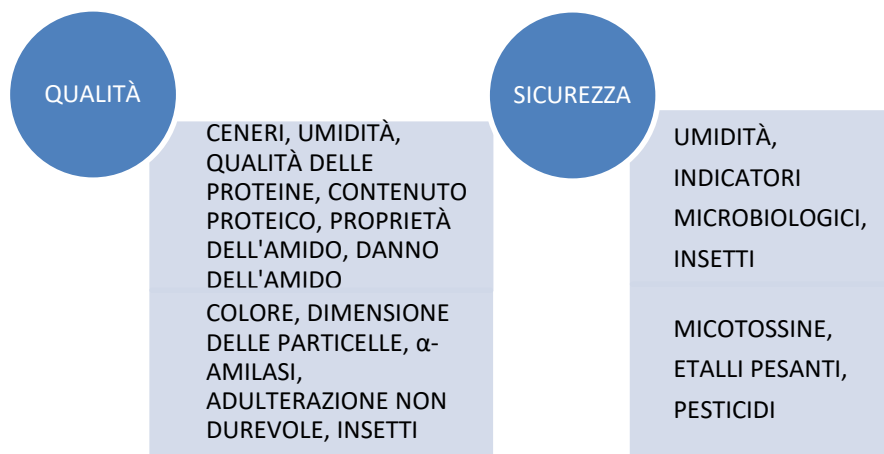 QUALITÀ
CENERI, UMIDITÀ,
QUALITÀ DELLE
PROTEINE, CONTENUTO
PROTEICO, PROPRIETÀ
DELL'AMIDO, DANNO
DELL'AMIDO
COLORE, DIMENSIONE
DELLE PARTICELLE, α-
AMILASI,
ADULTERAZIONE NON
DUREVOLE, INSETTI
SICUREZZA
UMIDITÀ,
INDICATORI
MICROBIOLOGICI,
INSETTI
MICOTOSSINE,
ETALLI PESANTI,
PESTICIDI